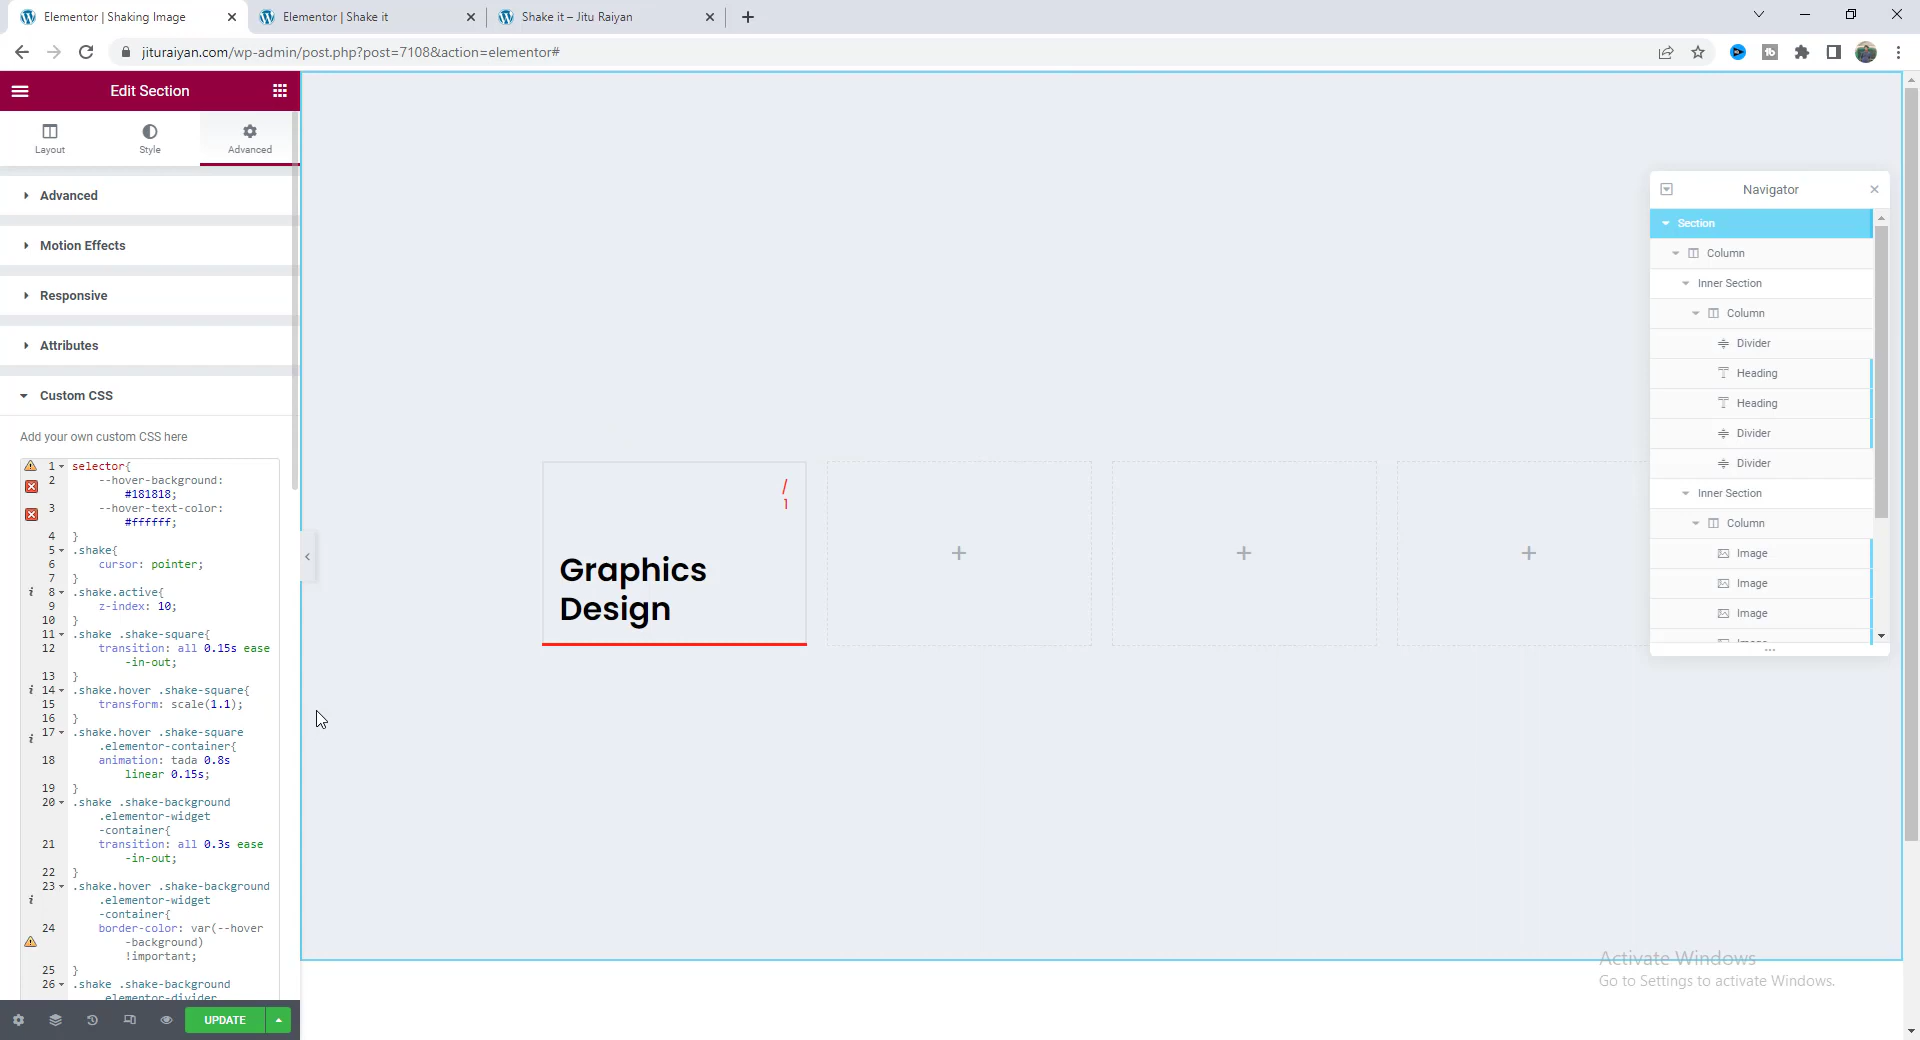 Elementor | Shaking Image
Elementor | Shake it
Shake it – Jitu Raiyan
jituraiyan.com/wp-admin/post.php?post=7108&action=elementor#
Edit Section
Layout
Style
Advanced
Advanced
Motion Effects
Responsive
Attributes
Custom CSS
Add your own custom CSS here
1 selector{
2 --hover-background:
#181818;
3 --hover-text-color:
#ffffff;
4 }
5 .shake{
6 cursor: pointer;
7 }
8 .shake.active{
9 z-index: 10;
10 }
11 .shake .shake-square{
12 transition: all 0.15s ease
-in-out;
13 }
14 .shake.hover .shake-square{
15 transform: scale(1.1);
16 }
17 .shake.hover .shake-square
.elementor-container{
18 animation: tada 0.8s
linear 0.15s;
19 }
20 .shake .shake-background
.elementor-widget
-container{
21 transition: all 0.3s ease
-in-out;
22 }
23 .shake.hover .shake-background
.elementor-widget
-container{
24 border-color: var(--hover
-background)
!important;
25 }
26 .shake .shake-background
.elementor-divider
UPDATE
/
1
Graphics
Design
+
+
+
Navigator
Section
Column
Inner Section
Column
Divider
Heading
Heading
Divider
Divider
Inner Section
Column
Image
Image
Image
Image
Activate Windows
Go to Settings to activate Windows.